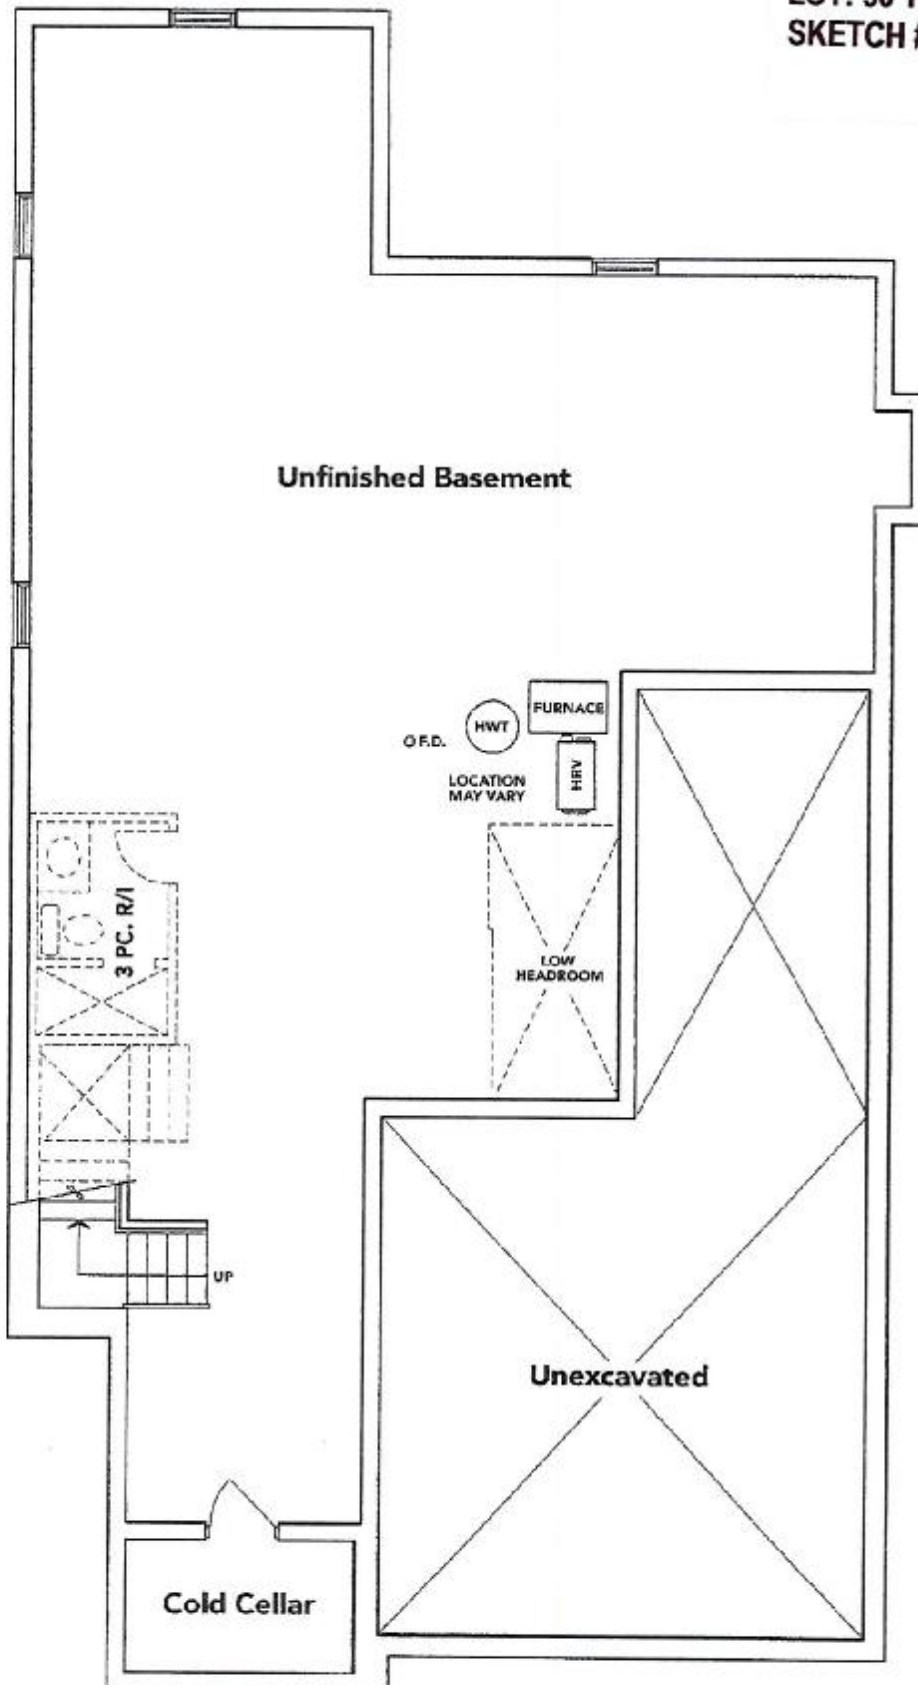 SKETCH #
Unfinished Basement
FURNACE
HWT
F.D.
HRV
LOCATION
MAY VARY
3 PC. R/I
LOW
HEADROOM
UP
Unexcavated
Cold Cellar